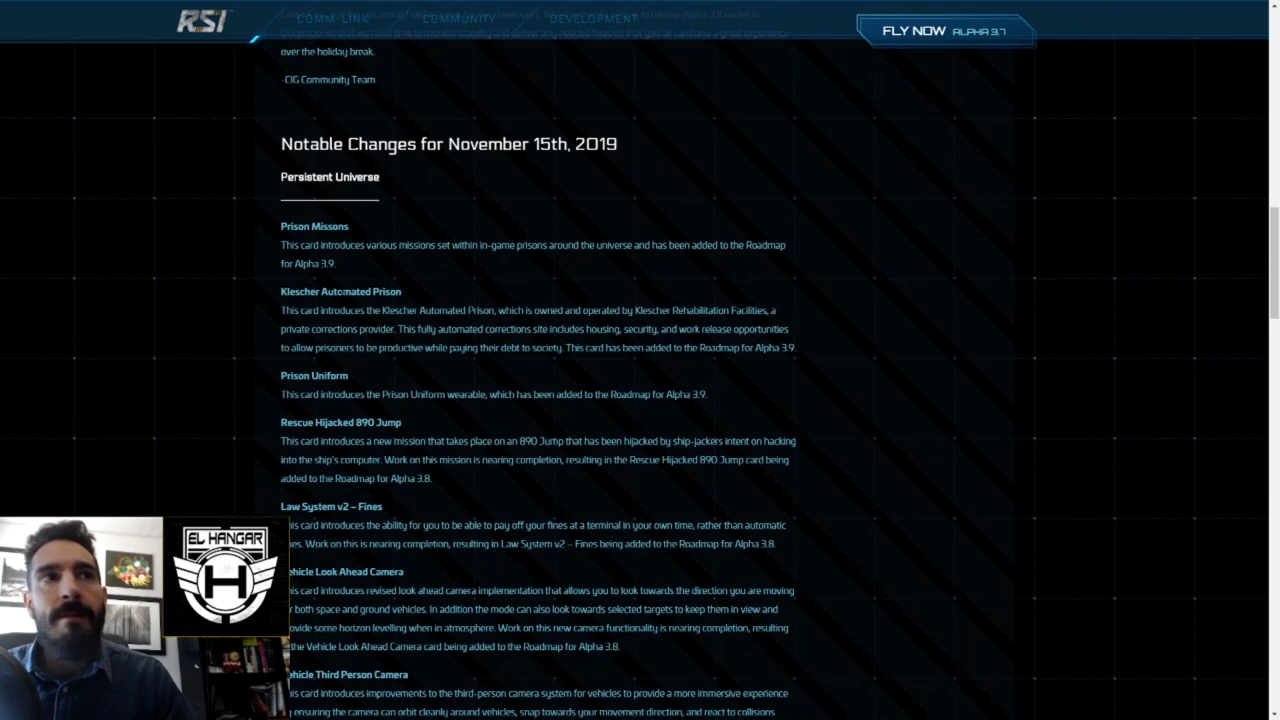 RSI
COMM-LINK
COMMUNITY
DEVELOPMENT
FLY NOW ALPHA 3.7
over the holiday break.
-CIG Community Team
Notable Changes for November 15th, 2019
Persistent Universe
Prison Missons
This card introduces various missions set within in-game prisons around the universe and has been added to the Roadmap
for Alpha 3.9.
Klescher Automated Prison
This card introduces the Klescher Automated Prison, which is owned and operated by Klescher Rehabilitation Facilities, a
private corrections provider. This fully automated corrections site includes housing, security, and work release opportunities
to allow prisoners to be productive while paying their debt to society. This card has been added to the Roadmap for Alpha 3.9.
Prison Uniform
This card introduces the Prison Uniform wearable, which has been added to the Roadmap for Alpha 3.9.
Rescue Hijacked 890 Jump
This card introduces a new mission that takes place on an 890 Jump that has been hijacked by ship-jackers intent on hacking
into the ship's computer. Work on this mission is nearing completion, resulting in the Rescue Hijacked 890 Jump card being
added to the Roadmap for Alpha 3.8.
Law System v2 – Fines
is card introduces the ability for you to be able to pay off your fines at a terminal in your own time, rather than automatic
es. Work on this is nearing completion, resulting in Law System v2 – Fines being added to the Roadmap for Alpha 3.8.
ehicle Look Ahead Camera
is card introduces revised look ahead camera implementation that allows you to look towards the direction you are moving
r both space and ground vehicles. In addition the mode can also look towards selected targets to keep them in view and
ovide some horizon levelling when in atmosphere. Work on this new camera functionality is nearing completion, resulting
the Vehicle Look Ahead Camera card being added to the Roadmap for Alpha 3.8.
ehicle Third Person Camera
is card introduces improvements to the third-person camera system for vehicles to provide a more immersive experience
ensuring the camera can orbit cleanly around vehicles, snap towards your movement direction, and react to collisions
EL HANGAR
H